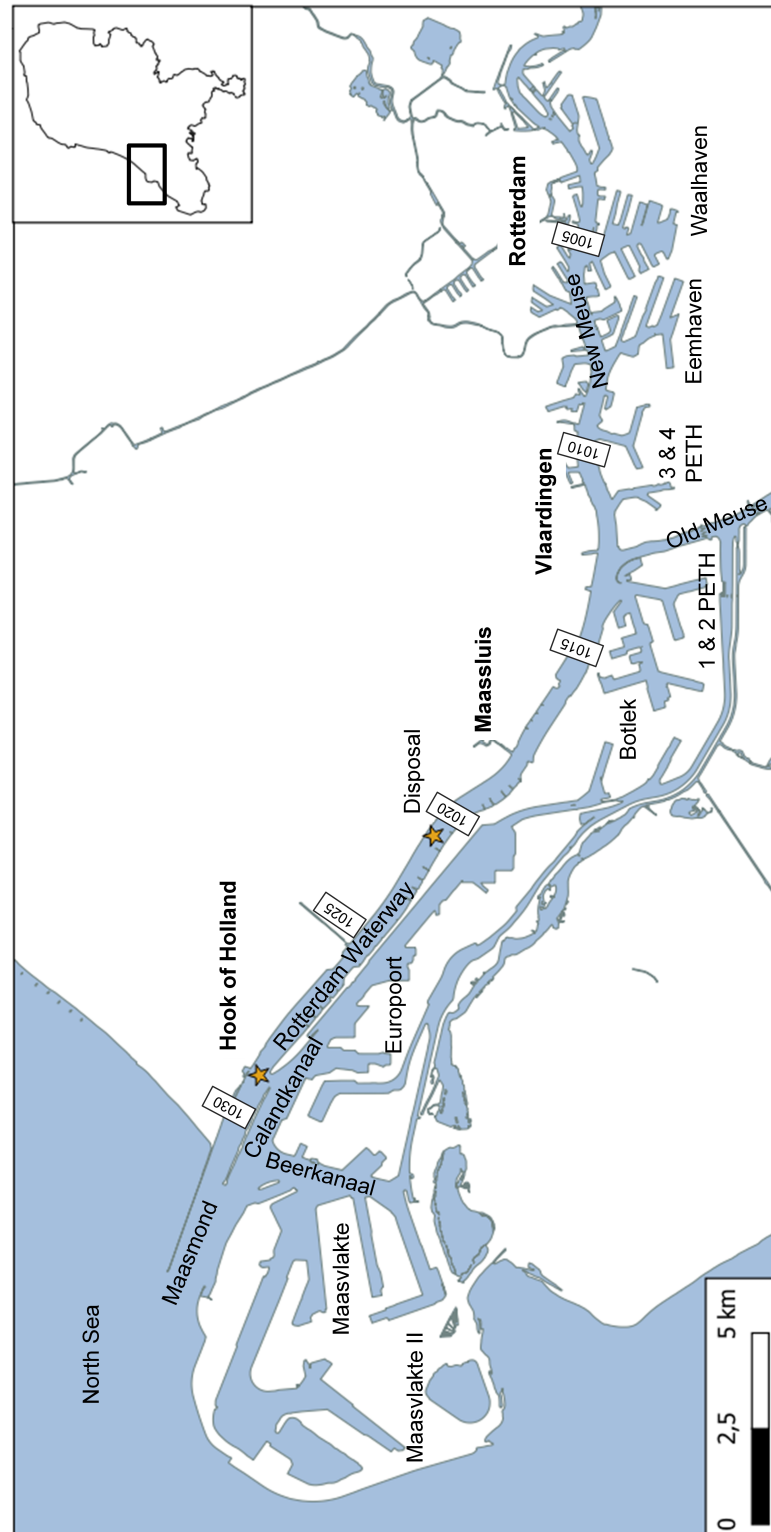 North Sea
Maasmond
Maasvlakte
Maasvlakte II
Beerkanaal
Calandkanaal
1030
Hook of Holland
Rotterdam Waterway
1025
Europoort
Disposal
1020
Maassluis
Botlek
1015
1 & 2 PETH
Old Meuse
Vlaardingen
1010
3 & 4
PETH
New Meuse
Eemhaven
Rotterdam
1005
Waalhaven
0 2,5 5 km